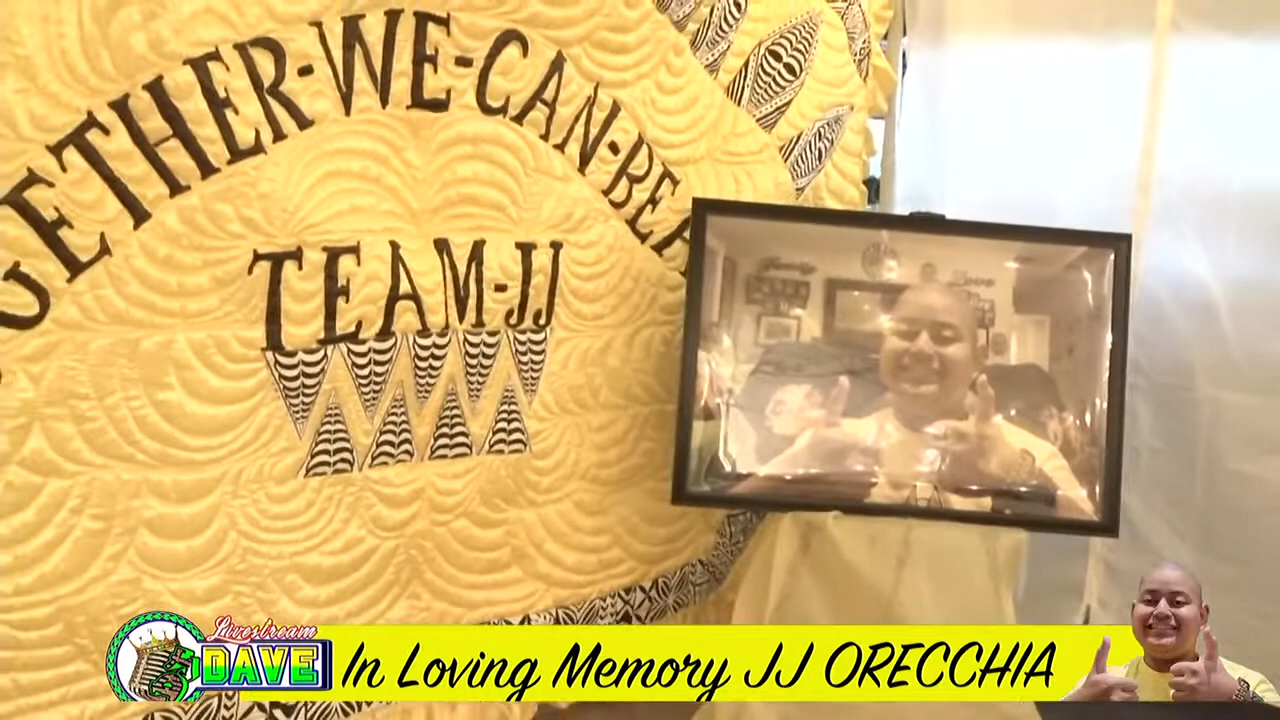 GETHER-WE-CAN-BEA
TEAM-JJ
Livestream
DAVE
In Loving Memory JJ ORECCHIA